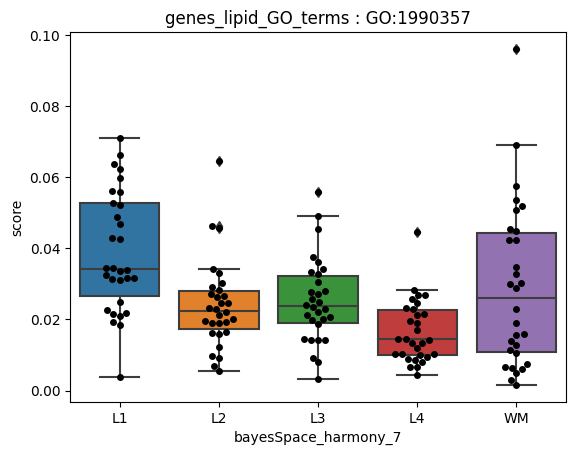 genes_lipid_GO_terms : GO:1990357
0.10
0.08
0.06
0.04
0.02
0.00
score
L1 L2 L3 L4 WM
bayesSpace_harmony_7